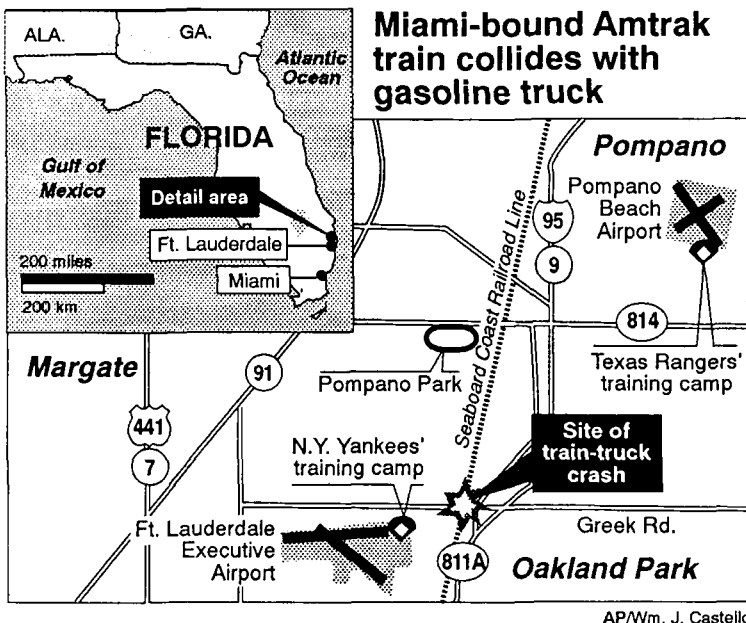 Miami-bound Amtrak
train collides with
gasoline truck
ALA.
GA.
Atlantic
Ocean
FLORIDA
Gulf of
Mexico
Detail area
Ft. Lauderdale
Miami
200 miles
200 km
Pompano
Pompano
Beach
Airport
95
9
Seaboard Coast Railroad Line
814
Texas Rangers'
training camp
Margate
91
Pompano Park
441
7
N.Y. Yankees'
training camp
Site of
train-truck
crash
Ft. Lauderdale
Executive
Airport
Greek Rd.
811A
Oakland Park
AP/Wm. J. Castello